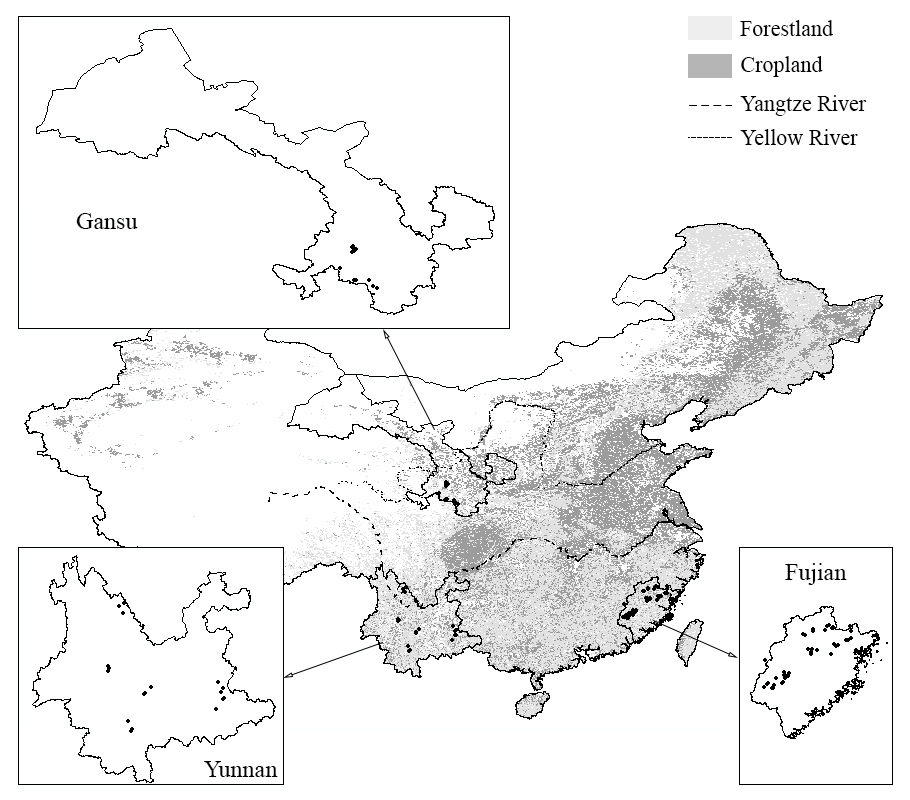 Forestland
Cropland
Yangtze River
Yellow River
Gansu
Fujian
Yunnan